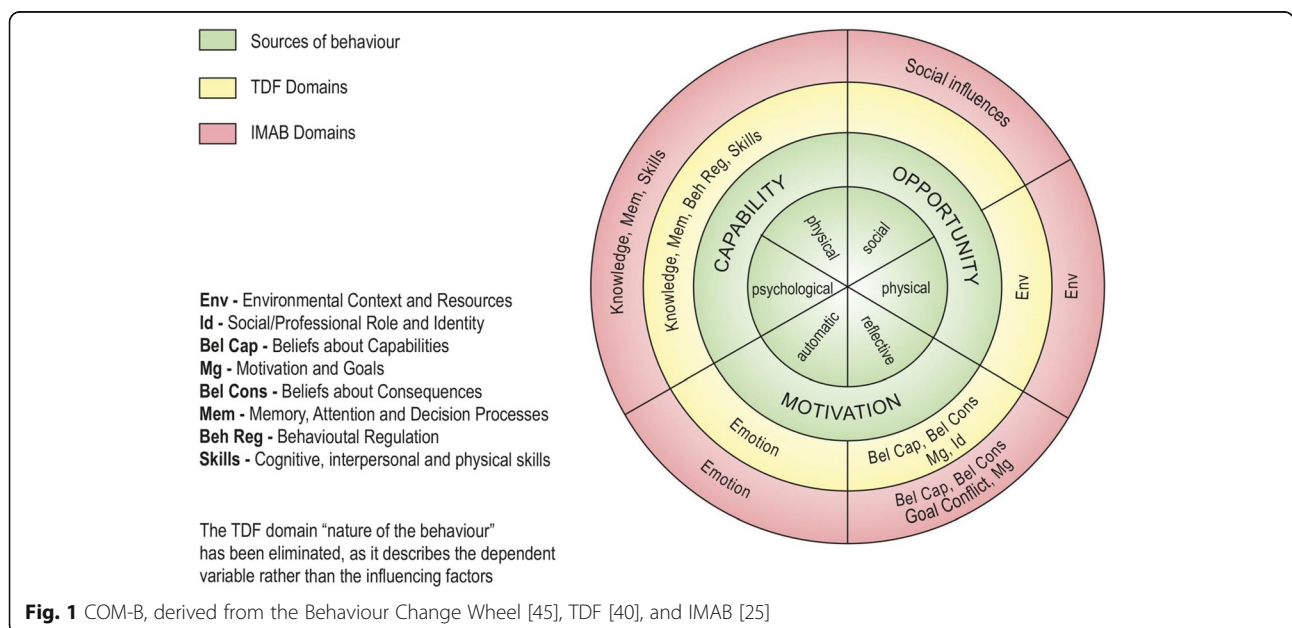 Sources of behaviour
TDF Domains
IMAB Domains
Env - Environmental Context and Resources
Id - Social/Professional Role and Identity
Bel Cap - Beliefs about Capabilities
Mg - Motivation and Goals
Bel Cons - Beliefs about Consequences
Mem - Memory, Attention and Decision Processes
Beh Reg - Behavioutal Regulation
Skills - Cognitive, interpersonal and physical skills
The TDF domain “nature of the behaviour”
has been eliminated, as it describes the dependent
variable rather than the influencing factors
Social influences
Knowledge, Mem, Skills
Knowledge, Mem, Beh Reg, Skills
CAPABILITY
OPPORTUNITY
physical
social
psychological
physical
automatic
reflective
Env
Env
MOTIVATION
Emotion
Bel Cap, Bel Cons
Mg, Id
Emotion
Bel Cap, Bel Cons
Goal Conflict, Mg
Fig. 1 COM-B, derived from the Behaviour Change Wheel [45], TDF [40], and IMAB [25]